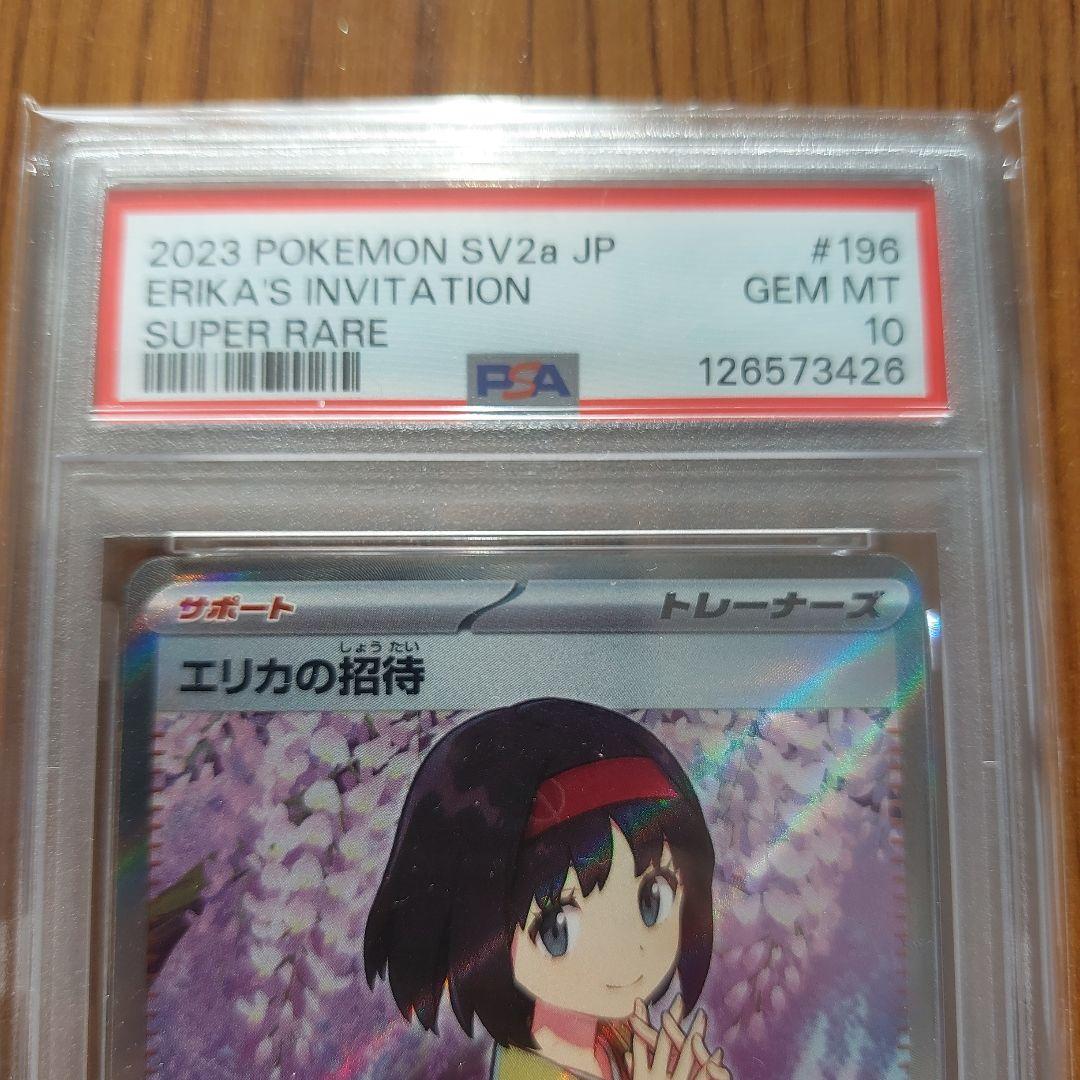 2023 POKEMON SV2a JP #196
ERIKA'S INVITATION GEM MT
SUPER RARE 10
PSA 126573426
サポート トレーナーズ
しょう たい
エリカの招待